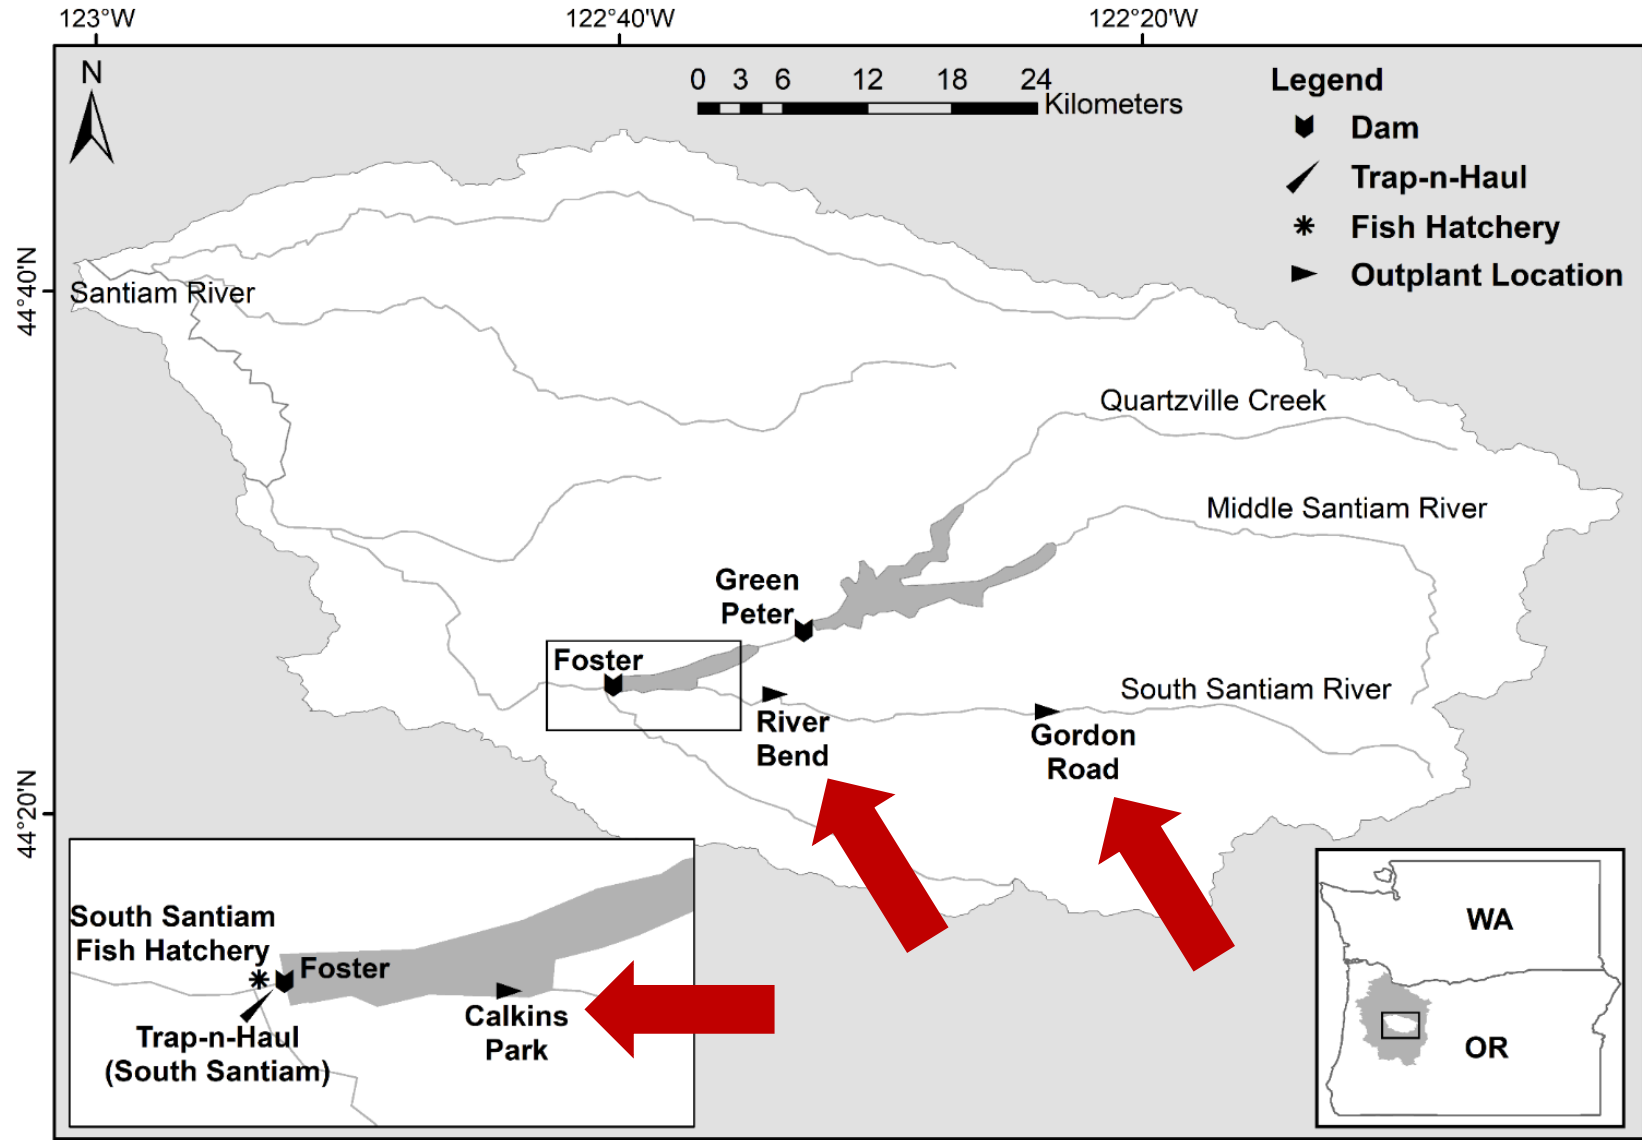 123°W
122°40'W
122°20'W
N
0 3 6 12 18 24
Kilometers
Legend
Dam
Trap-n-Haul
Fish Hatchery
Outplant Location
44°40'N
Santiam River
Quartzville Creek
Middle Santiam River
Green
Peter
Foster
South Santiam River
River
Bend
Gordon
Road
44°20'N
South Santiam
Fish Hatchery
Foster
Calkins
Park
Trap-n-Haul
(South Santiam)
WA
OR